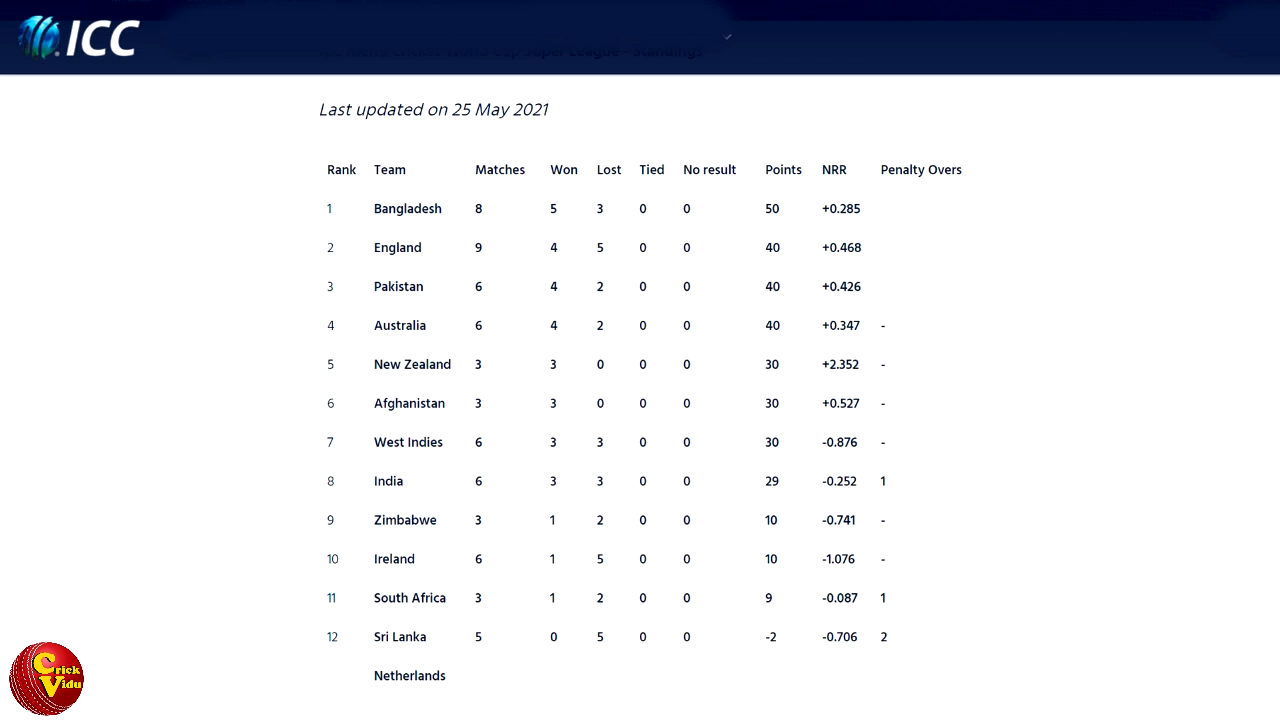 ICC
Last updated on 25 May 2021
Rank Team Matches Won Lost Tied No result Points NRR Penalty Overs
1 Bangladesh 8 5 3 0 0 50 +0.285
2 England 9 4 5 0 0 40 +0.468
3 Pakistan 6 4 2 0 0 40 +0.426
4 Australia 6 4 2 0 0 40 +0.347 -
5 New Zealand 3 3 0 0 0 30 +2.352 -
6 Afghanistan 3 3 0 0 0 30 +0.527 -
7 West Indies 6 3 3 0 0 30 -0.876 -
8 India 6 3 3 0 0 29 -0.252 1
9 Zimbabwe 3 1 2 0 0 10 -0.741 -
10 Ireland 6 1 5 0 0 10 -1.076 -
11 South Africa 3 1 2 0 0 9 -0.087 1
12 Sri Lanka 5 0 5 0 0 -2 -0.706 2
Netherlands
Crick
Vidu